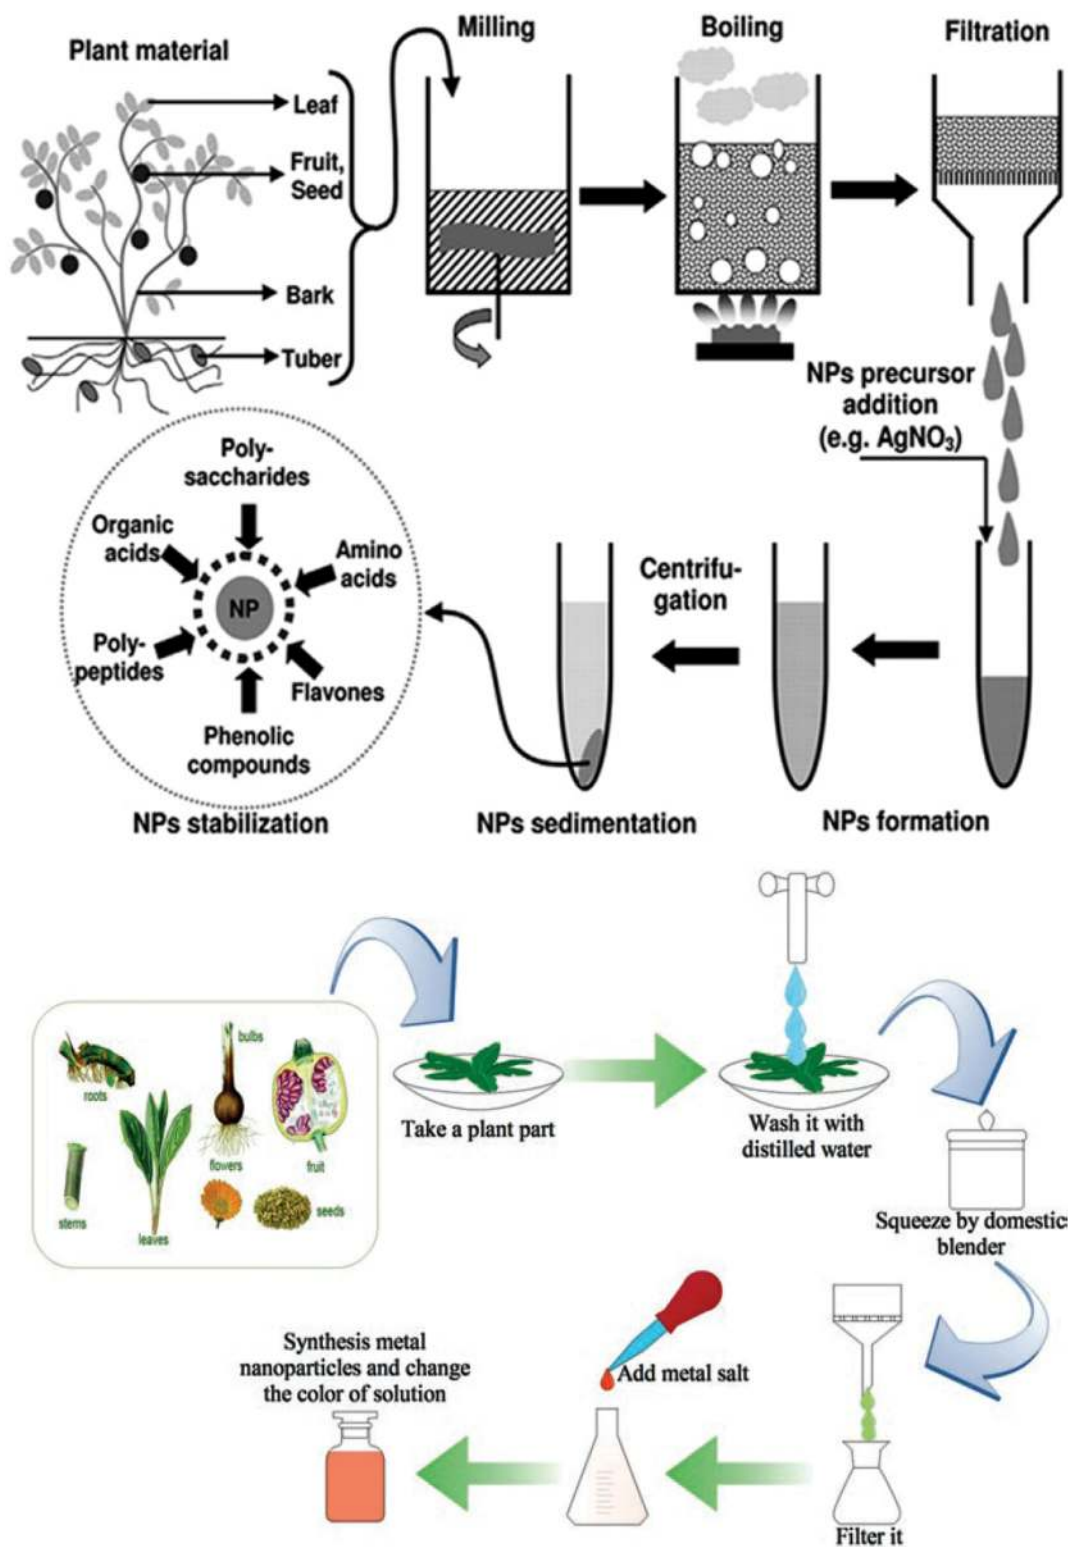 Plant material
Milling
Boiling
Filtration
Leaf
Fruit,
Seed
Bark
Tuber
NPs precursor
addition
(e.g. AgNO₃)
Poly-
saccharides
Organic
acids
Amino
acids
NP
Poly-
peptides
Flavones
Phenolic
compounds
Centrifu-
gation
NPs stabilization
NPs sedimentation
NPs formation
roots
bulbs
stems
leaves
flowers
fruit
seeds
Take a plant part
Wash it with
distilled water
Squeeze by domestic
blender
Filter it
Add metal salt
Synthesis metal
nanoparticles and change
the color of solution